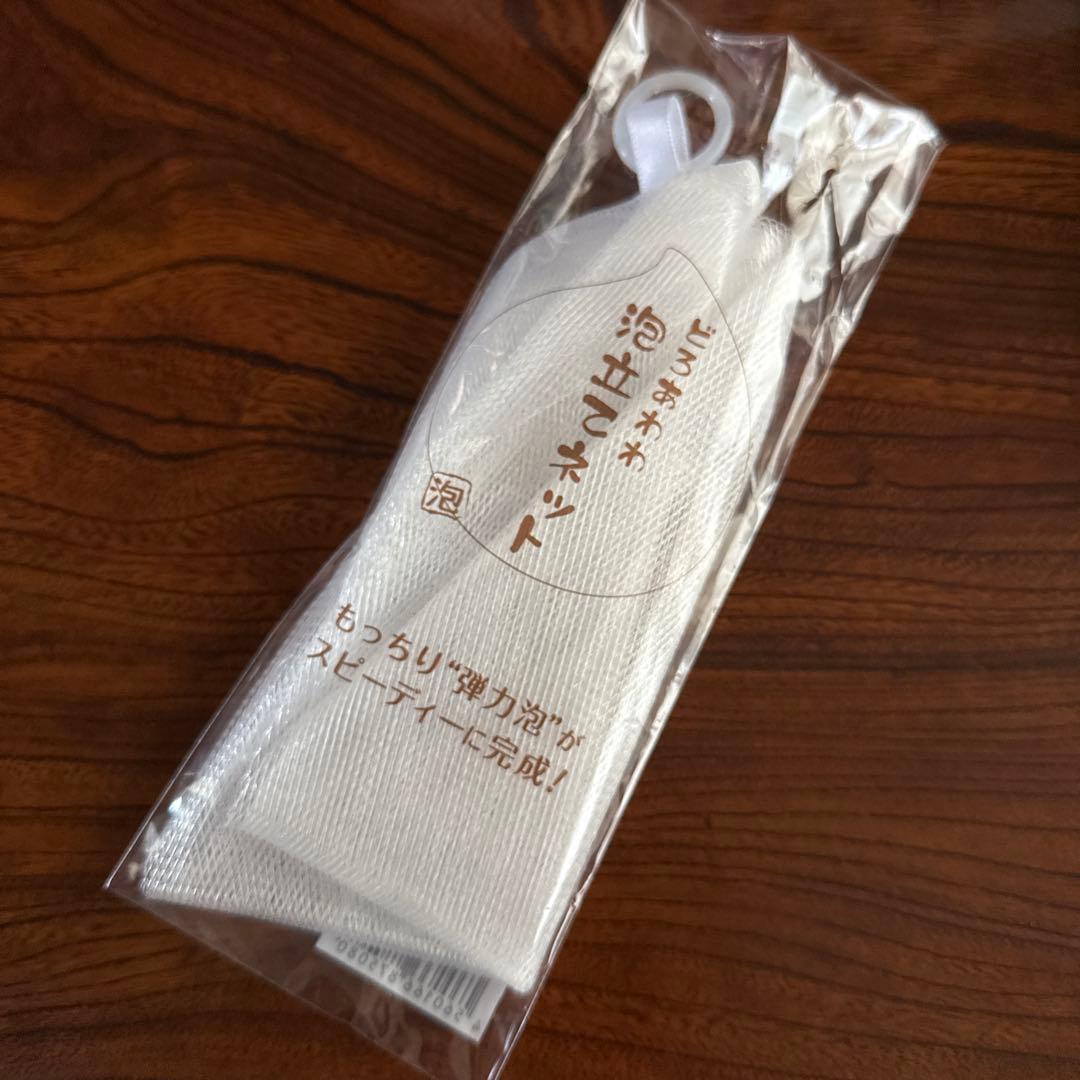 どろあわわ
泡立てネット
泡
もっちり“弾力泡”が
スピーディーに完成!